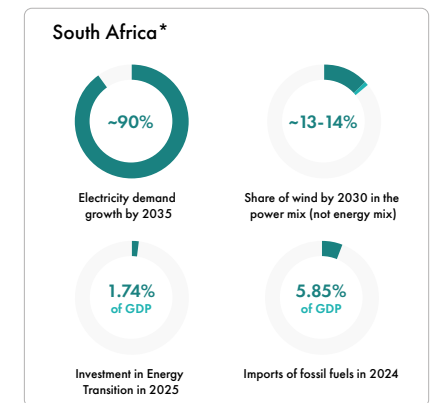 South Africa*
~90%
Electricity demand
growth by 2035
~13-14%
Share of wind by 2030 in the
power mix (not energy mix)
1.74%
of GDP
Investment in Energy
Transition in 2025
5.85%
of GDP
Imports of fossil fuels in 2024